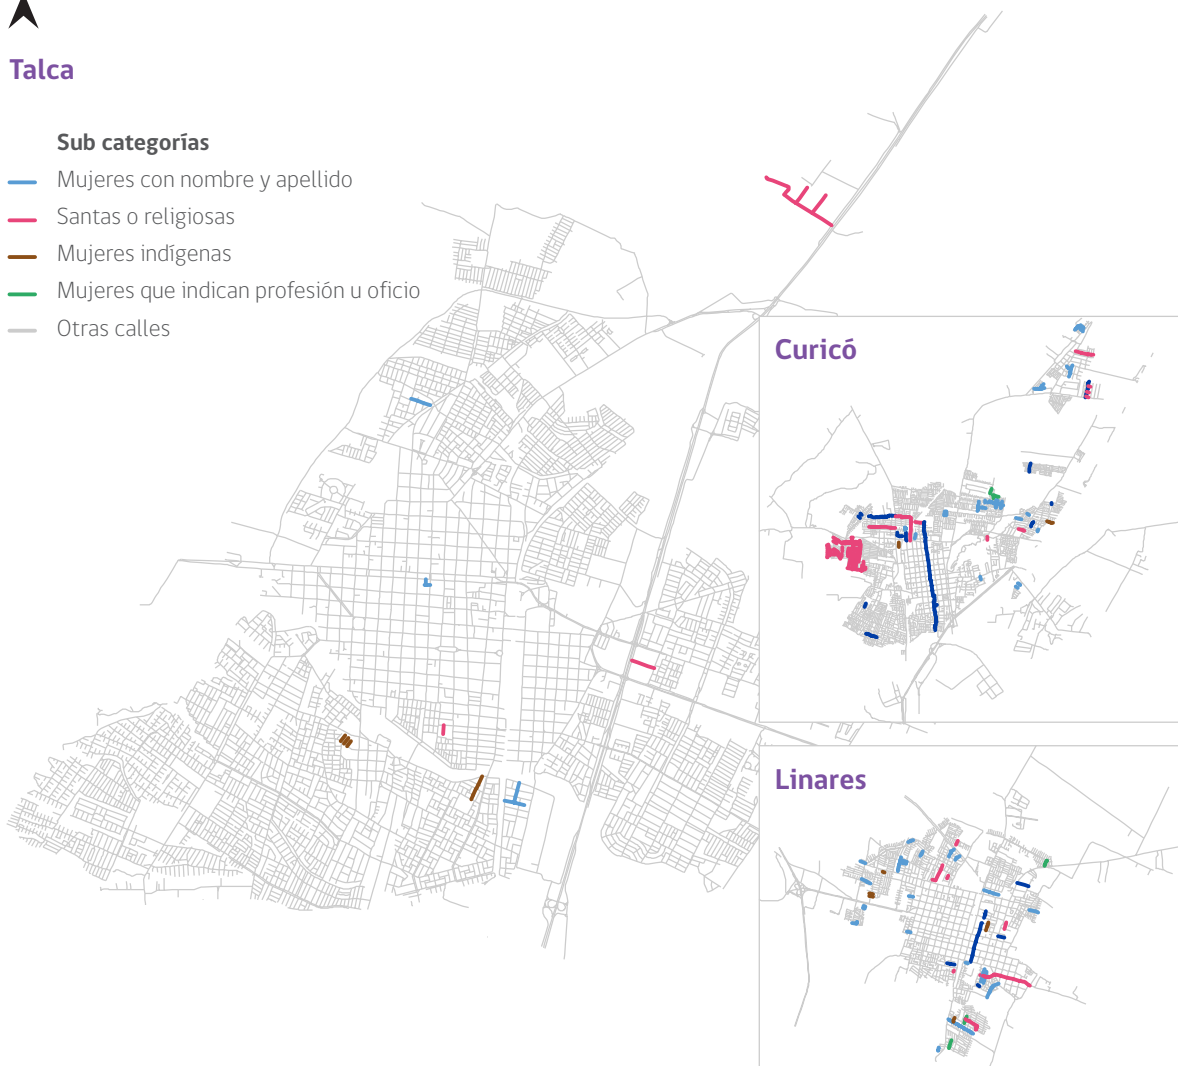 Talca
Sub categorías
Mujeres con nombre y apellido
Santas o religiosas
Mujeres indígenas
Mujeres que indican profesión u oficio
Otras calles
Curicó
Linares